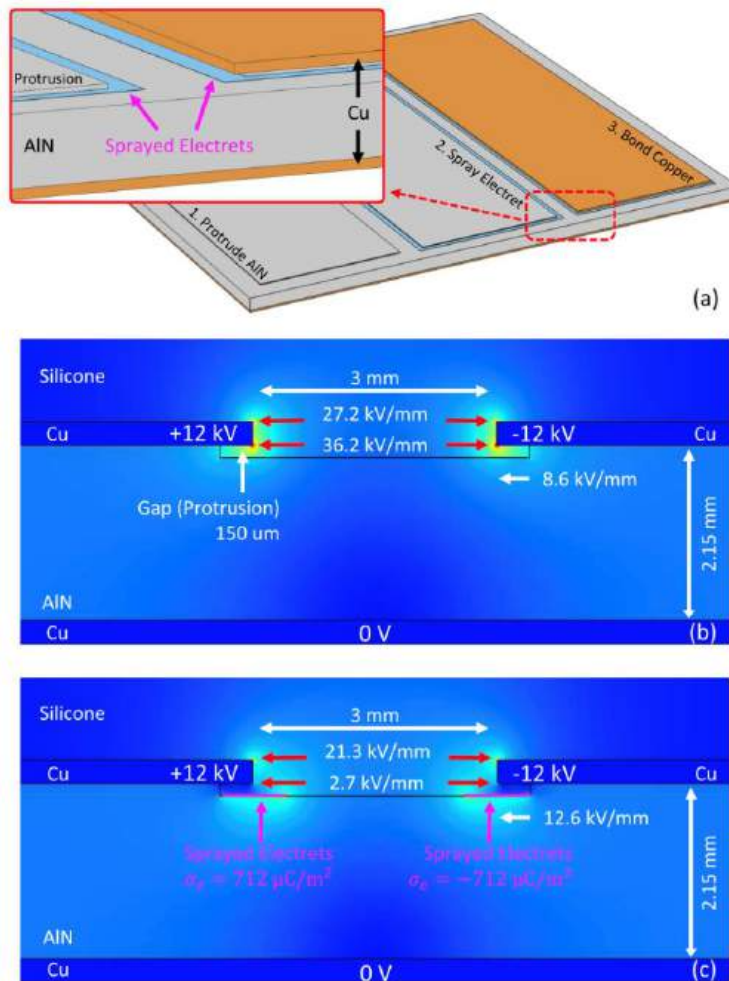 Protrusion
Cu
AlN
Sprayed Electrets
3. Bond Copper
2. Spray Electret
1. Protrude AlN
(a)
Silicone
3 mm
27.2 kV/mm
Cu
+12 kV
-12 kV
Cu
36.2 kV/mm
8.6 kV/mm
Gap (Protrusion)
150 um
2.15 mm
AlN
Cu
0 V
(b)
Silicone
3 mm
21.3 kV/mm
Cu
+12 kV
-12 kV
Cu
2.7 kV/mm
12.6 kV/mm
Sprayed Electrets
σₑ = 712 μC/m²
Sprayed Electrets
σₑ = −712 μC/m²
2.15 mm
AlN
Cu
0 V
(c)